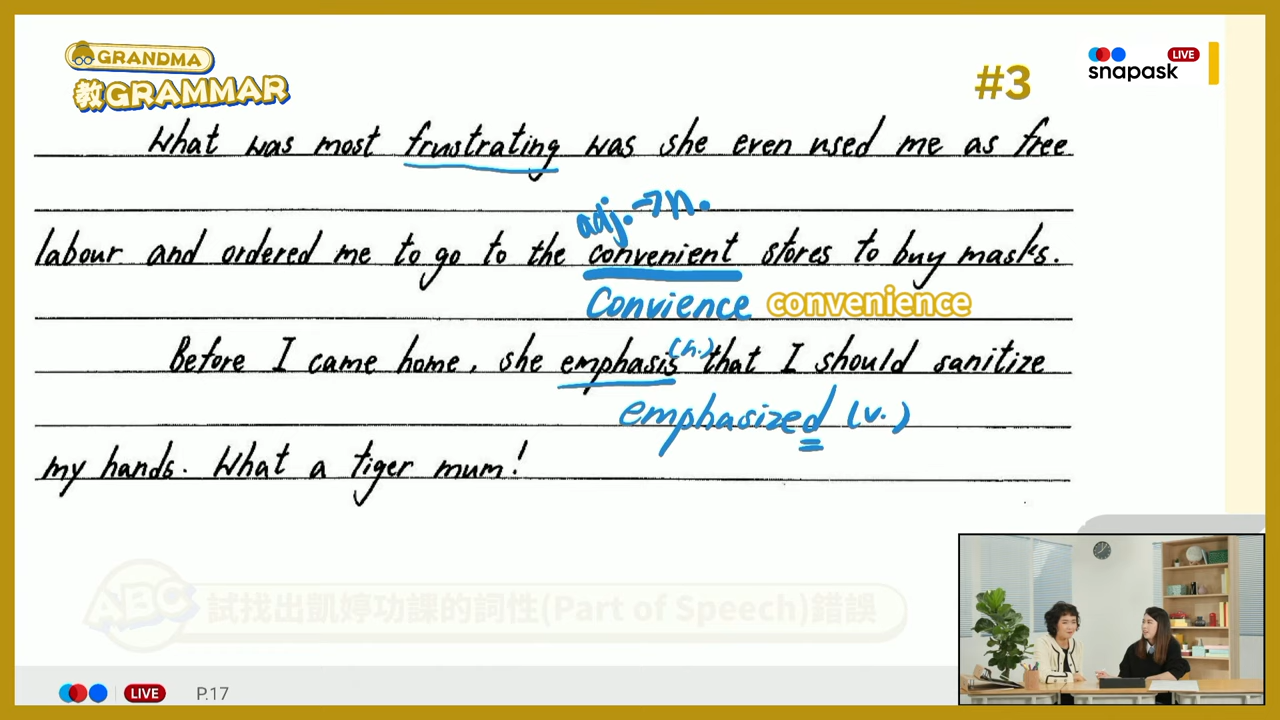 GRANDMA
教GRAMMAR
#3
LIVE
snapask
What was most frustrating was she even used me as free
adj.→n.
labour and ordered me to go to the convenient stores to buy masks.
Convience convenience
(n.)
Before I came home, she emphasis that I should sanitize
emphasized (v.)
my hands. What a tiger mum!
ABC 試找出凱婷功課的詞性(Part of Speech)錯誤
LIVE P.17